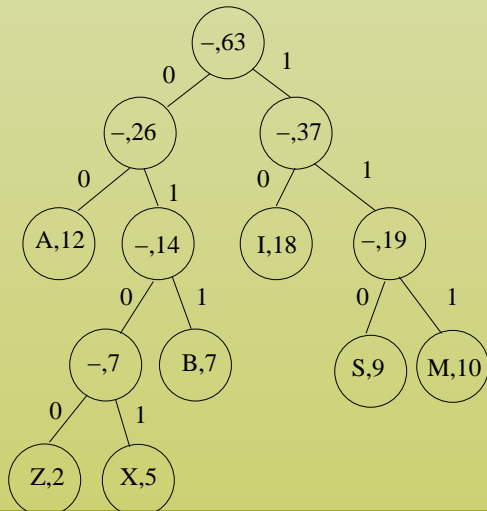 –,63
0 1
–,26 –,37
0 1 0 1
A,12 –,14 I,18 –,19
0 1 0 1
–,7 B,7 S,9 M,10
0 1
Z,2 X,5